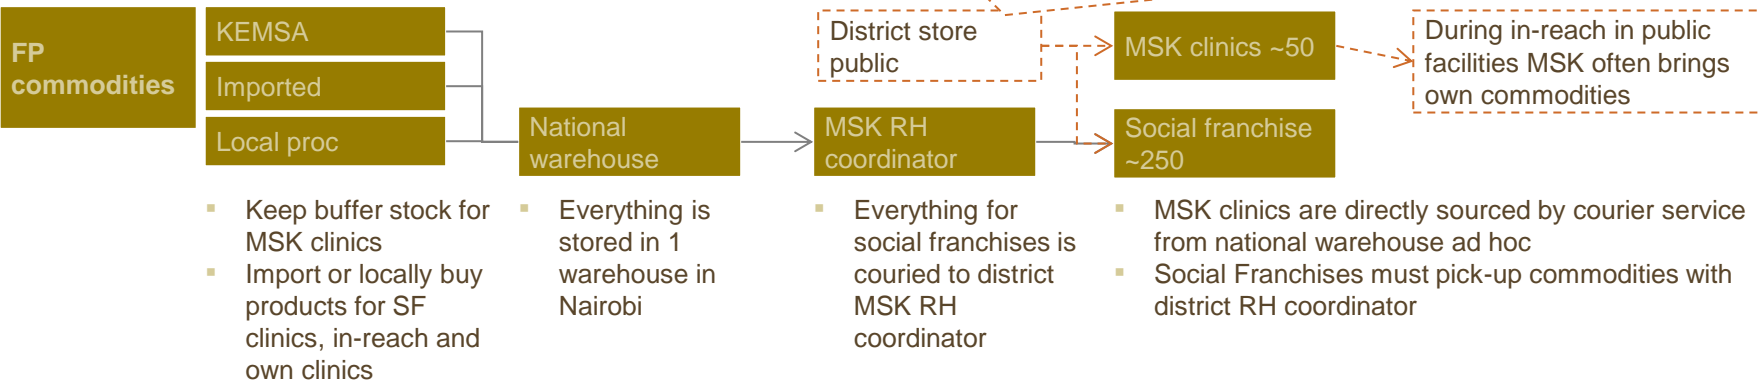 FP
commodities
KEMSA
Imported
Local proc
National
warehouse
District store
public
MSK RH
coordinator
MSK clinics ~50
Social franchise
~250
During in-reach in public
facilities MSK often brings
own commodities
▪ Keep buffer stock for
MSK clinics
▪ Import or locally buy
products for SF
clinics, in-reach and
own clinics
▪ Everything is
stored in 1
warehouse in
Nairobi
▪ Everything for
social franchises is
couried to district
MSK RH
coordinator
▪ MSK clinics are directly sourced by courier service
from national warehouse ad hoc
▪ Social Franchises must pick-up commodities with
district RH coordinator